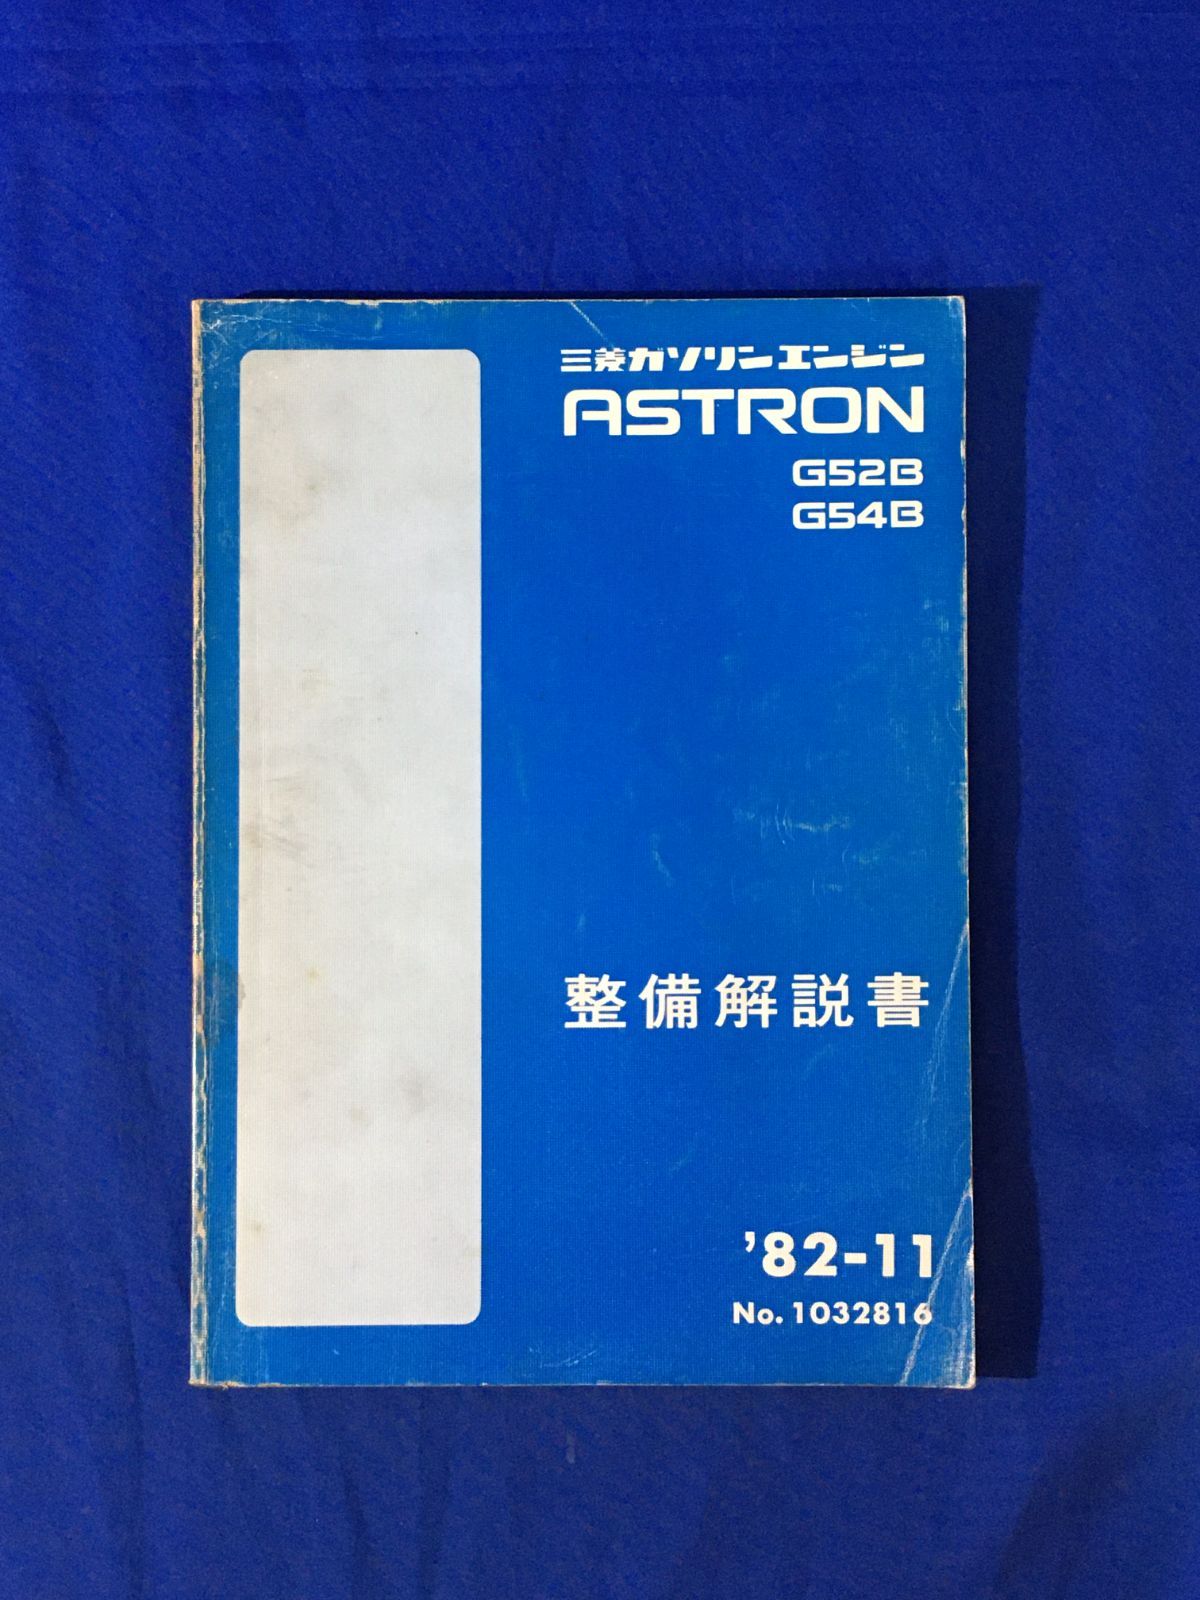 三菱ガソリンエンジン
ASTRON
G52B
G54B
整備解説書
'82-11
No. 1032816